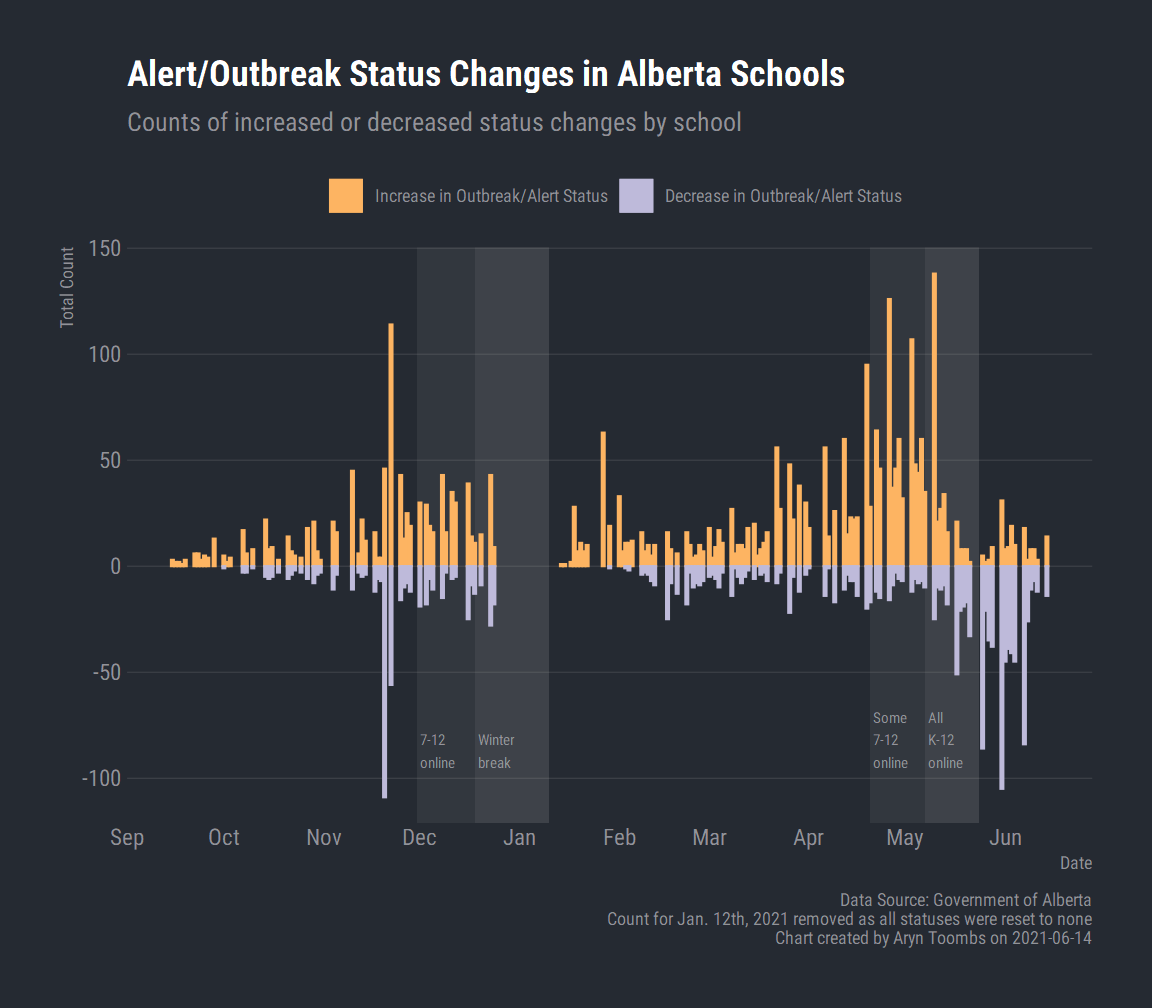 Alert/Outbreak Status Changes in Alberta Schools
Counts of increased or decreased status changes by school
Increase in Outbreak/Alert Status
Decrease in Outbreak/Alert Status
Total Count
150
100
50
0
-50
-100
7-12
online
Winter
break
Some
7-12
online
All
K-12
online
Sep
Oct
Nov
Dec
Jan
Feb
Mar
Apr
May
Jun
Date
Data Source: Government of Alberta
Count for Jan. 12th, 2021 removed as all statuses were reset to none
Chart created by Aryn Toombs on 2021-06-14